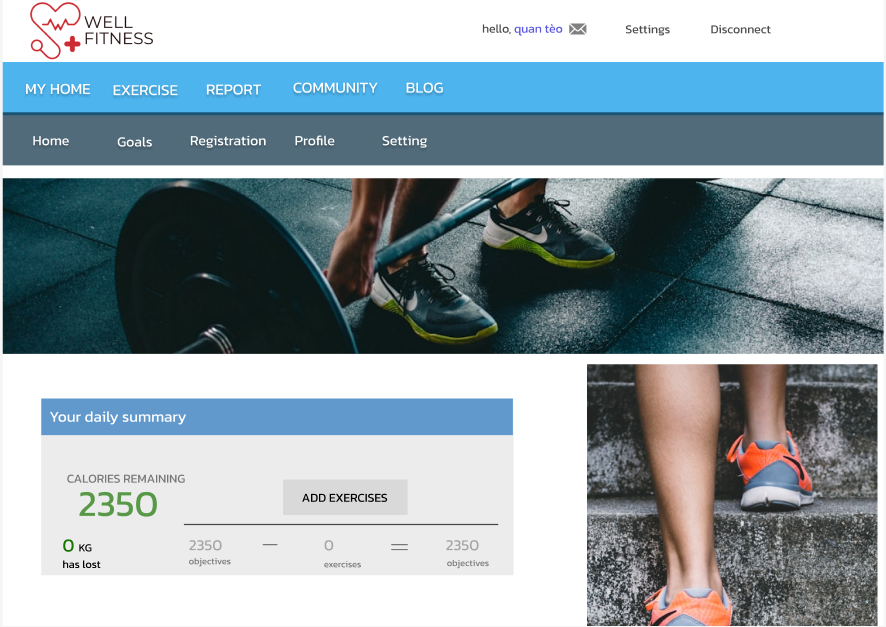 WELL
FITNESS
hello, quan tèo
Settings
Disconnect
MY HOME EXERCISE REPORT COMMUNITY BLOG
Home Goals Registration Profile Setting
Your daily summary
CALORIES REMAINING
2350
ADD EXERCISES
0 KG
has lost
2350 — 0 = 2350
objectives exercises objectives